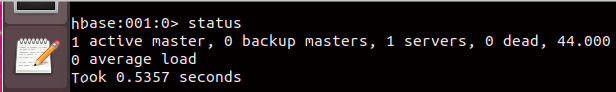 hbase:001:0> status
1 active master, 0 backup masters, 1 servers, 0 dead, 44.000
0 average load
Took 0.5357 seconds